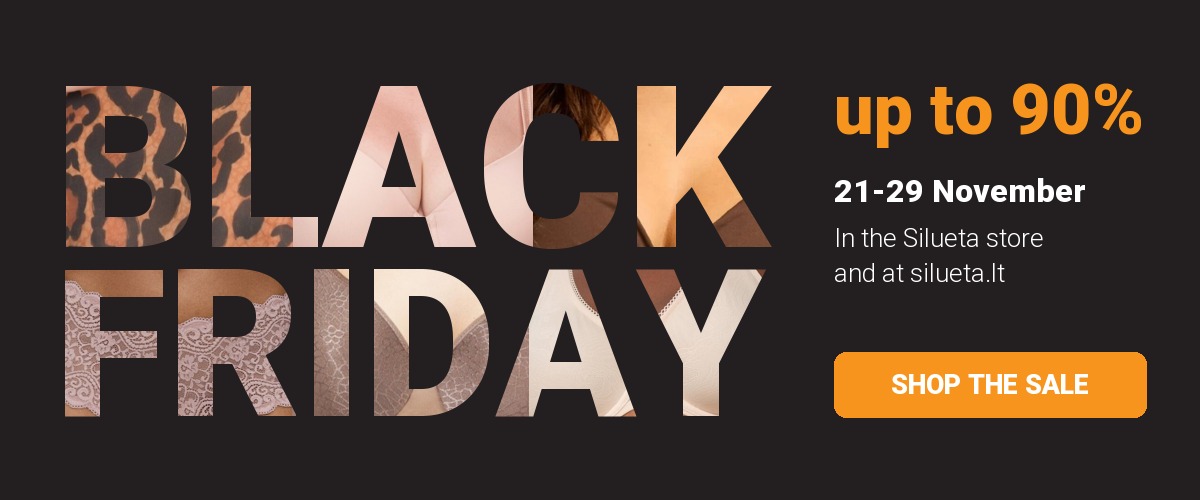 BLACK
FRIDAY
up to 90%
21-29 November
In the Silueta store
and at silueta.lt
SHOP THE SALE